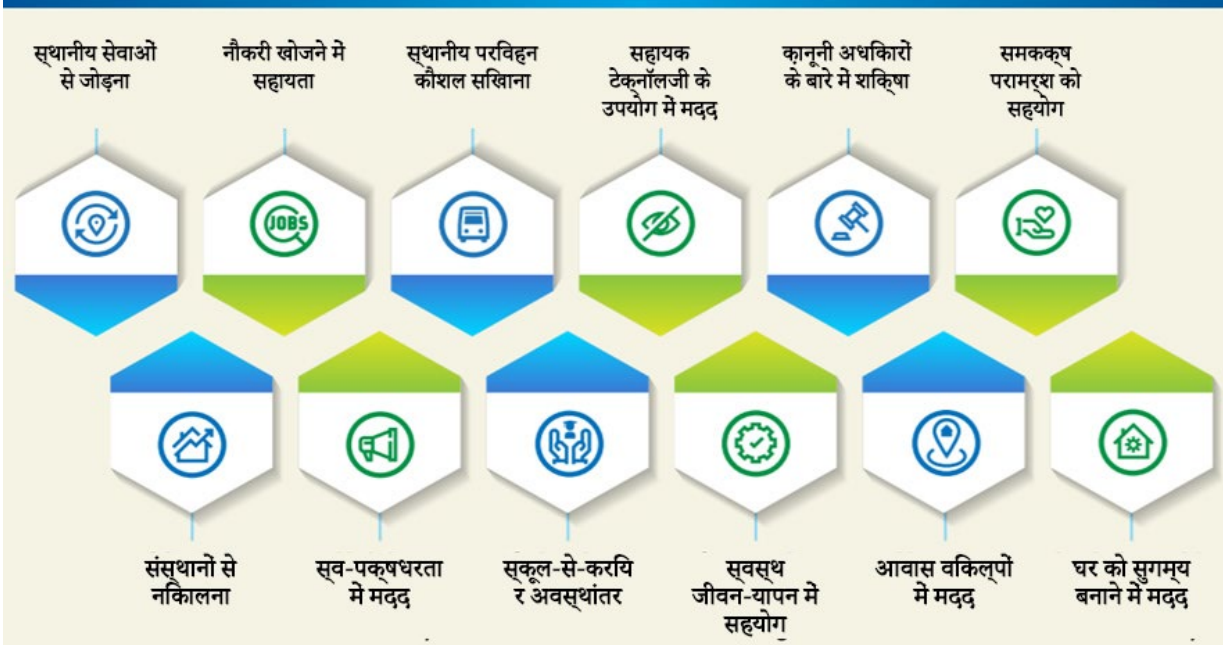 स्थानीय सेवाओं
से जोड़ना
नौकरी खोजने में
सहायता
स्थानीय परविहन
कौशल सखिाना
सहायक
टेक्नॉलजी के
उपयोग में मदद
क़ानूनी अधकिारों
के बारे में शकि्षा
समकक्ष
परामर्श को
सहयोग
JOBS
संस्थानों से
नकिालना
स्व-पक्षधरता
में मदद
स्कूल-से-करयि
र अवस्थांतर
स्वस्थ
जीवन-यापन में
सहयोग
आवास वकिल्पों
में मदद
घर को सुगम्य
बनाने में मदद